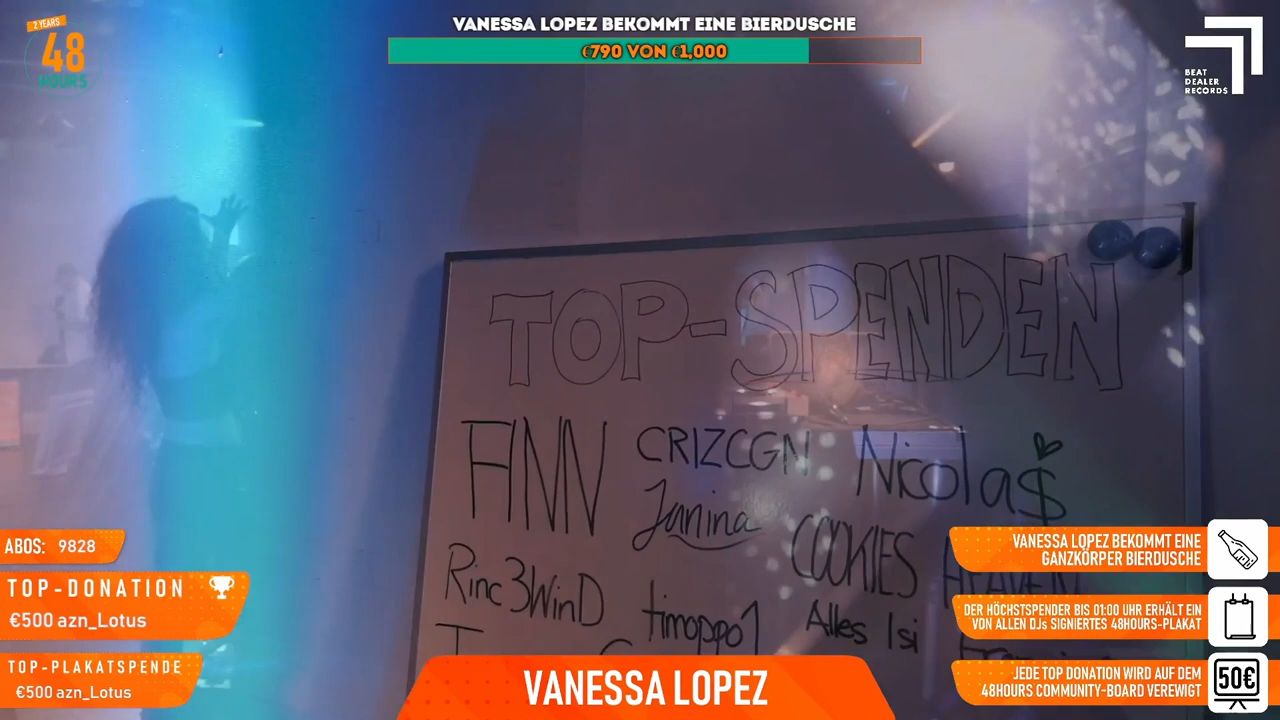 VANESSA LOPEZ BEKOMMT EINE BIERDUSCHE
€790 VON €1,000
2 YEARS
48
HOURS
BEAT
DEALER
RECORDS
TOP-SPENDEN
FINN CRIZCGN Nicola$
Janina COOKIES HEAVEN
Rinc3WinD timoppo1 Alles Isi
ABOS: 9828
TOP-DONATION
€500 azn_Lotus
TOP-PLAKATSPENDE
€500 azn_Lotus
VANESSA LOPEZ
VANESSA LOPEZ BEKOMMT EINE
GANZKÖRPER BIERDUSCHE
DER HÖCHSTSPENDER BIS 01:00 UHR ERHÄLT EIN
VON ALLEN DJs SIGNIERTES 48HOURS-PLAKAT
JEDE TOP DONATION WIRD AUF DEM
48HOURS COMMUNITY-BOARD VEREWIGT
50€